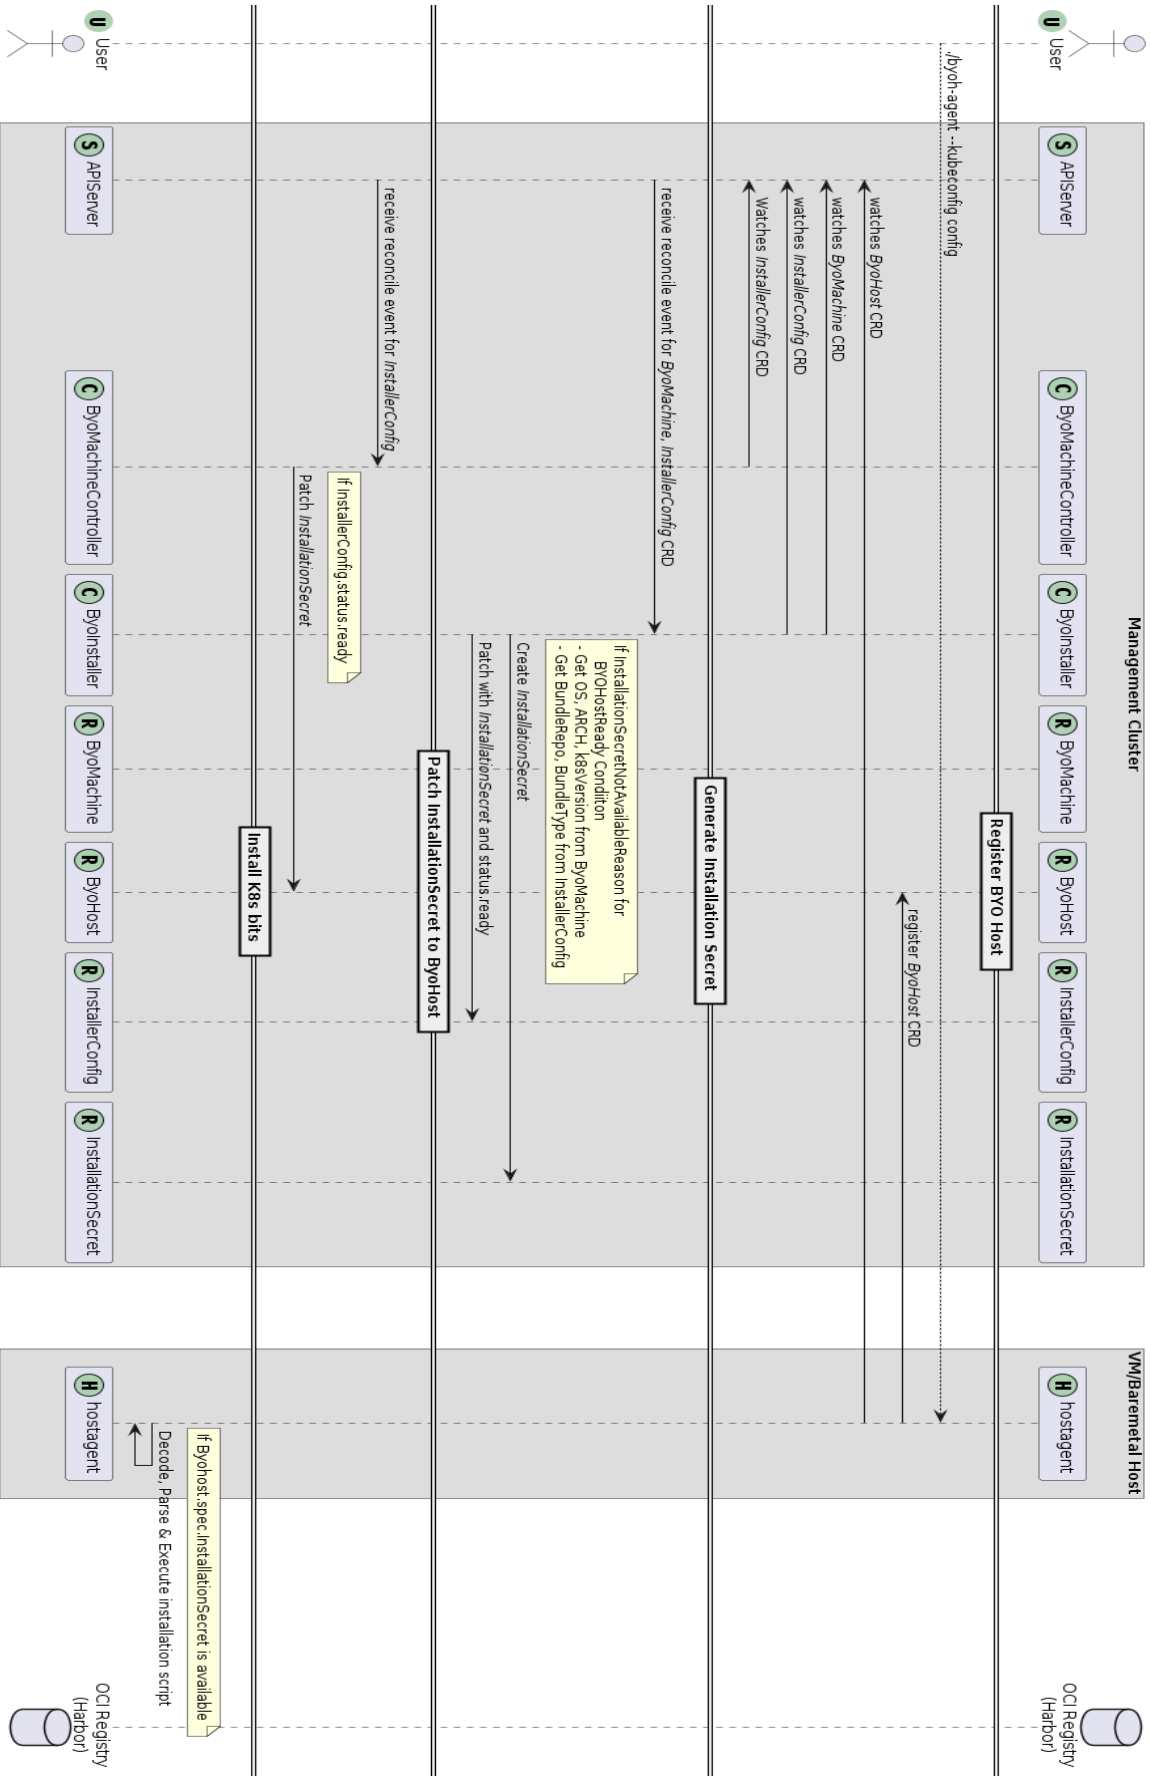 Management Cluster
VM/Baremetal Host
U User
S APIServer
C ByoMachineController
C ByoInstaller
R ByoMachine
R ByoHost
R InstallerConfig
R InstallationSecret
H hostagent
OCI Registry
(Harbor)
Register BYO Host
./byoh-agent --kubeconfig config
register ByoHost CRD
watches ByoHost CRD
watches ByoMachine CRD
watches InstallerConfig CRD
Watches InstallerConfig CRD
Generate Installation Secret
receive reconcile event for ByoMachine, InstallerConfig CRD
If InstallationSecretNotAvailableReason for
BYOHostReady Condiiton
- Get OS, ARCH, k8sVersion from ByoMachine
- Get BundleRepo, BundleType from InstallerConfig
Create InstallationSecret
Patch with InstallationSecret and status.ready
Patch InstallationSecret to ByoHost
receive reconcile event for InstallerConfig
If InstallerConfig.status.ready
Patch InstallationSecret
Install K8s bits
If Byohost.spec.InstallationSecret is available
Decode, Parse & Execute installation script
U User
S APIServer
C ByoMachineController
C ByoInstaller
R ByoMachine
R ByoHost
R InstallerConfig
R InstallationSecret
H hostagent
OCI Registry
(Harbor)